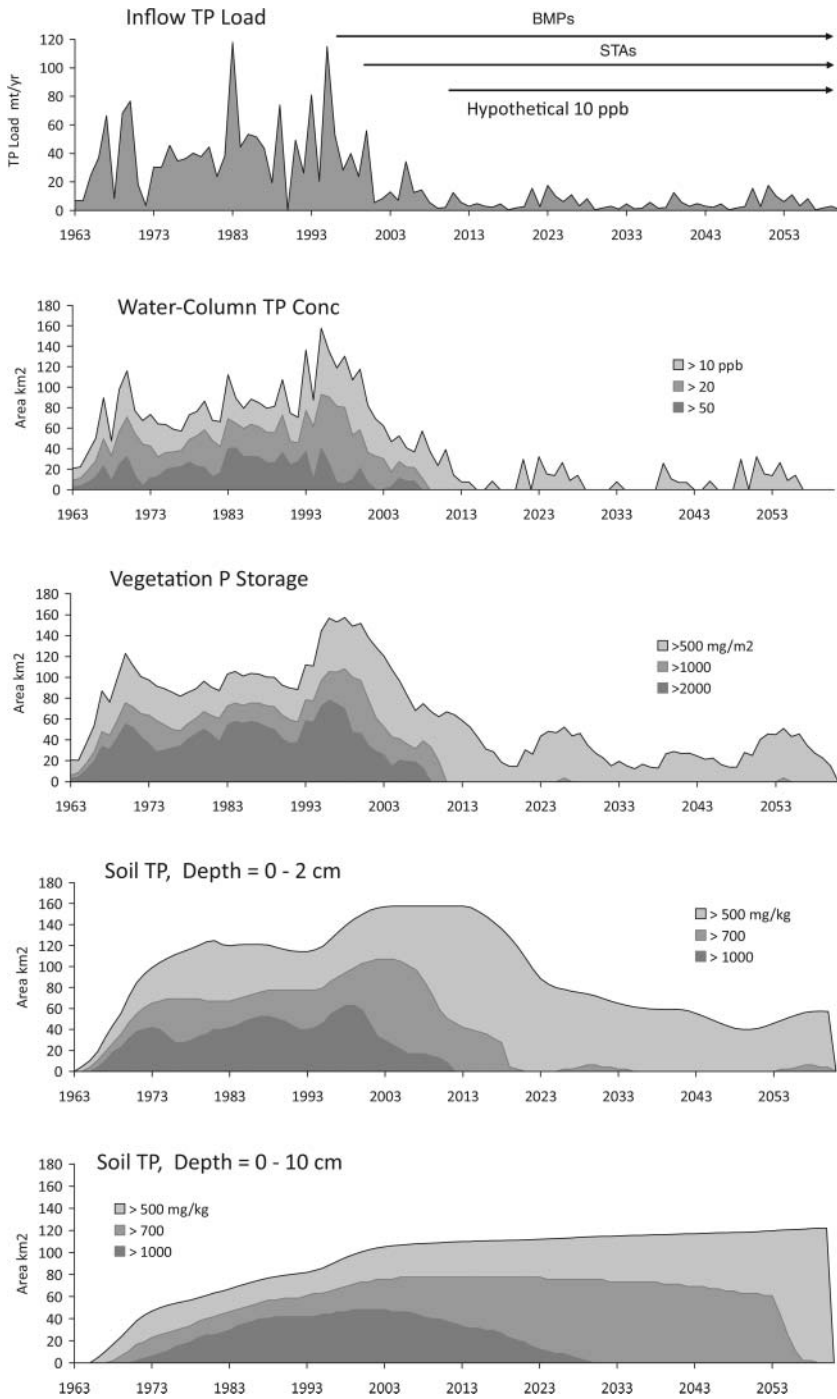 Inflow TP Load
BMPs
STAs
Hypothetical 10 ppb
TP Load mt/yr
120
100
80
60
40
20
0
1963 1973 1983 1993 2003 2013 2023 2033 2043 2053
Water-Column TP Conc
Area km2
180
160
140
120
100
80
60
40
20
0
> 10 ppb
> 20
> 50
1963 1973 1983 1993 2003 2013 2023 2033 2043 2053
Vegetation P Storage
Area km2
180
160
140
120
100
80
60
40
20
0
>500 mg/m2
>1000
>2000
1963 1973 1983 1993 2003 2013 2023 2033 2043 2053
Soil TP, Depth = 0 - 2 cm
Area km2
180
160
140
120
100
80
60
40
20
0
> 500 mg/kg
> 700
> 1000
1963 1973 1983 1993 2003 2013 2023 2033 2043 2053
Soil TP, Depth = 0 - 10 cm
Area km2
180
160
140
120
100
80
60
40
20
0
> 500 mg/kg
> 700
> 1000
1963 1973 1983 1993 2003 2013 2023 2033 2043 2053